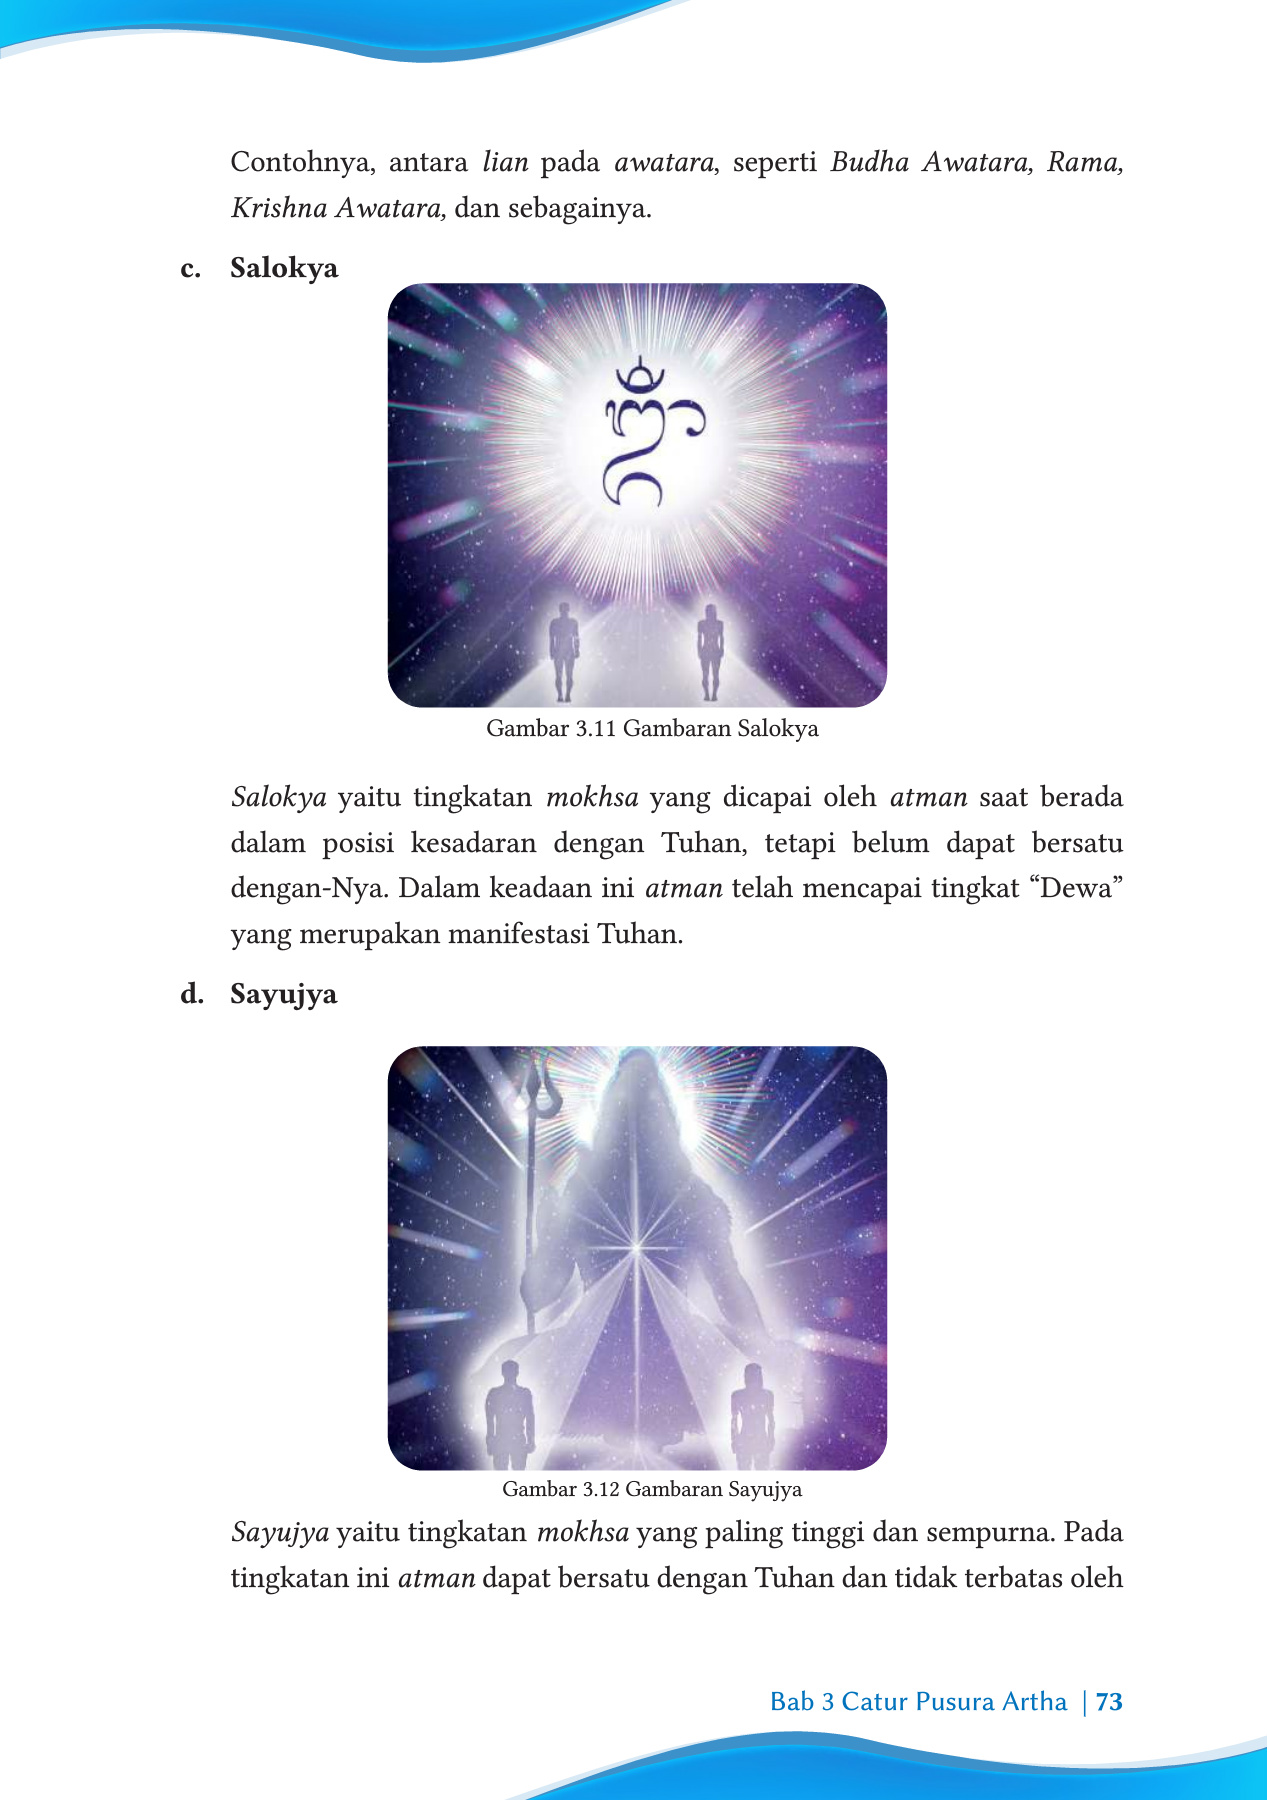 Contohnya, antara lian pada awatara, seperti Budha Awatara, Rama,
Krishna Awatara, dan sebagainya.
c. Salokya
Gambar 3.11 Gambaran Salokya
Salokya yaitu tingkatan mokhsa yang dicapai oleh atman saat berada
dalam posisi kesadaran dengan Tuhan, tetapi belum dapat bersatu
dengan-Nya. Dalam keadaan ini atman telah mencapai tingkat “Dewa”
yang merupakan manifestasi Tuhan.
d. Sayujya
Gambar 3.12 Gambaran Sayujya
Sayujya yaitu tingkatan mokhsa yang paling tinggi dan sempurna. Pada
tingkatan ini atman dapat bersatu dengan Tuhan dan tidak terbatas oleh
Bab 3 Catur Pusura Artha | 73